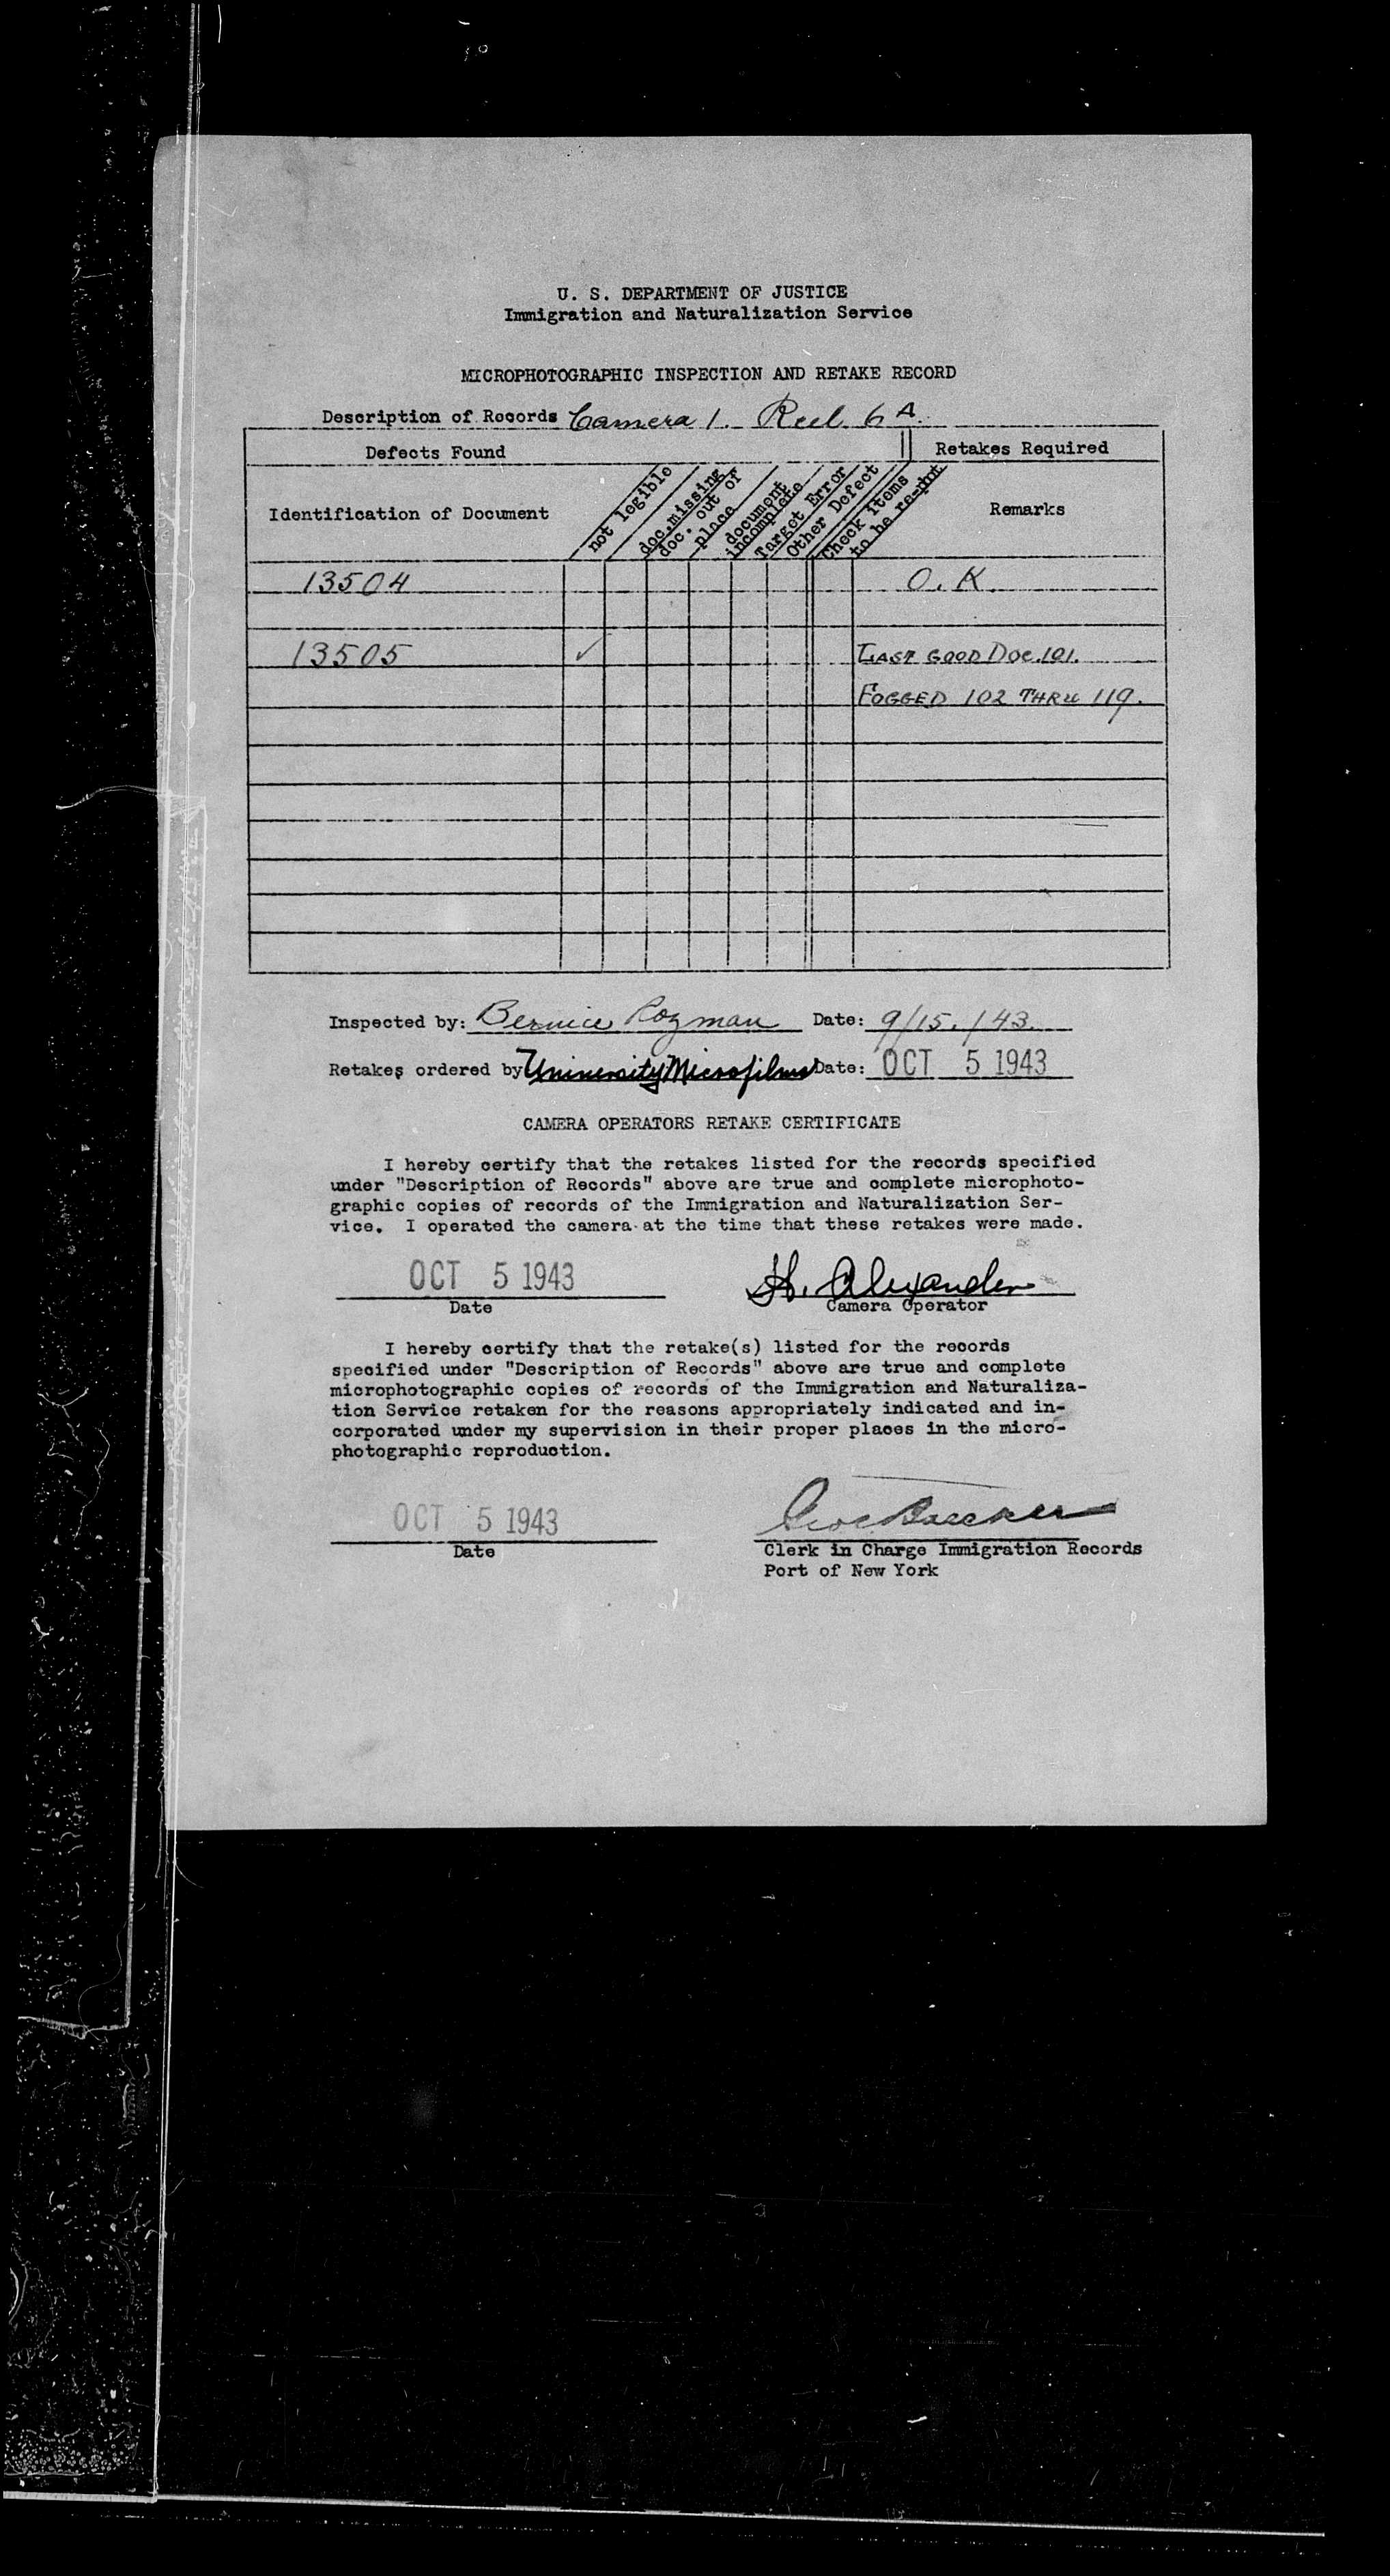 U. S. DEPARTMENT OF JUSTICE
Immigration and Naturalization Service
MICROPHOTOGRAPHIC INSPECTION AND RETAKE RECORD
Description of Records Camera 1. Reel 6 A.
Defects Found Retakes Required
Identification of Document not legible doc. missing doc. out of place document incomplete Target Error Other Defect Check items to be re-phot Remarks
13504 O.K.
13505 ✓ LAST GOOD DOC. 101.
FOGGED 102 THRU 119.
Inspected by: Bernice Rozman Date: 9/15/43
Retakes ordered by University Microfilms Date: OCT 5 1943
CAMERA OPERATORS RETAKE CERTIFICATE
I hereby certify that the retakes listed for the records specified
under "Description of Records" above are true and complete microphoto-
graphic copies of records of the Immigration and Naturalization Ser-
vice. I operated the camera at the time that these retakes were made.
OCT 5 1943 H. Alexander
Date Camera Operator
I hereby certify that the retake(s) listed for the records
specified under "Description of Records" above are true and complete
microphotographic copies of records of the Immigration and Naturaliza-
tion Service retaken for the reasons appropriately indicated and in-
corporated under my supervision in their proper places in the micro-
photographic reproduction.
OCT 5 1943
Date Clerk in Charge Immigration Records
Port of New York